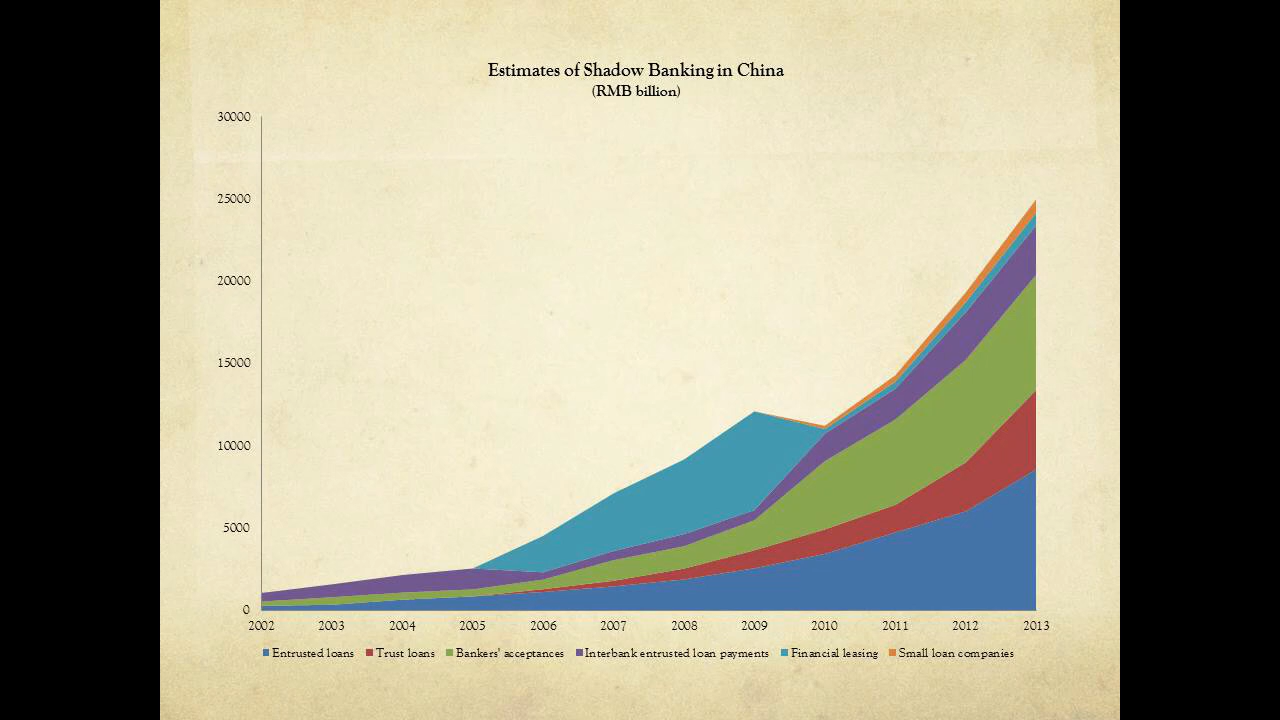 Estimates of Shadow Banking in China
(RMB billion)
30000
25000
20000
15000
10000
5000
0
2002 2003 2004 2005 2006 2007 2008 2009 2010 2011 2012 2013
Entrusted loans Trust loans Bankers' acceptances Interbank entrusted loan payments Financial leasing Small loan companies